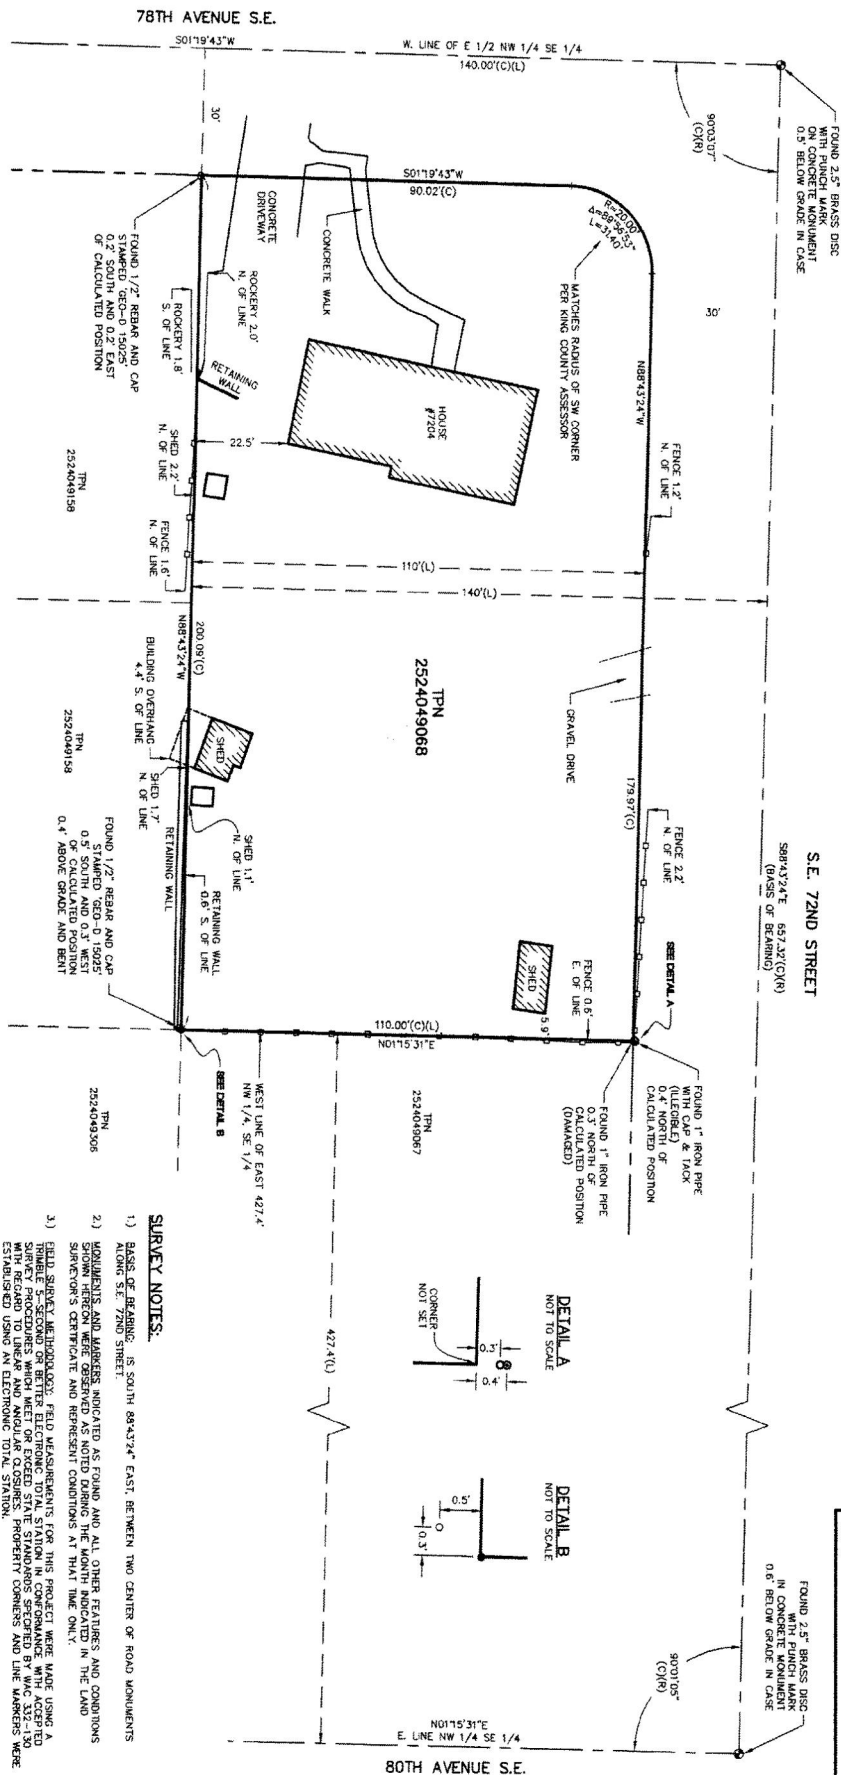 78TH AVENUE S.E.
S01°19'43"W
W. LINE OF E 1/2 NW 1/4 SE 1/4
140.00'(C)(L)
FOUND 2.5" BRASS DISC
WITH PUNCH MARK
ON CONCRETE MONUMENT
0.5' BELOW GRADE IN CASE
90°03'07"
(C)(R)
30'
30'
S01°19'43"W
90.02'(C)
R=20.00'
Δ=89°56'53"
L=31.40'
MATCHES RADIUS OF SW CORNER
PER KING COUNTY ASSESSOR
N88°43'24"W
CONCRETE
DRIVEWAY
CONCRETE WALK
FOUND 1/2" REBAR AND CAP
STAMPED "GEO-D 15025"
0.2' SOUTH AND 0.2' EAST
OF CALCULATED POSITION
ROCKERY 2.0'
N. OF LINE
ROCKERY 1.8'
S. OF LINE
RETAINING
WALL
HOUSE
#7204
22.5'
SHED 2.2'
N. OF LINE
FENCE 1.6'
N. OF LINE
FENCE 1.2'
N. OF LINE
TPN
2524049158
110'(L)
140'(L)
200.09'(C)
N88°43'24"W
TPN
2524049068
GRAVEL DRIVE
179.97'(C)
S.E. 72ND STREET
S88°43'24"E 657.32'(C)(R)
(BASIS OF BEARING)
BUILDING OVERHANG
4.4' S. OF LINE
SHED
SHED 1.7'
N. OF LINE
TPN
2524049158
SHED 1.1'
N. OF LINE
RETAINING WALL
RETAINING WALL
0.6' S. OF LINE
FOUND 1/2" REBAR AND CAP
STAMPED "GEO-D 15025"
0.5' SOUTH AND 0.3' WEST
OF CALCULATED POSITION
0.4' ABOVE GRADE AND BENT
FENCE 2.2'
N. OF LINE
SEE DETAIL A
SHED
5.9'
FENCE 0.6'
E. OF LINE
110.00'(C)(L)
N01°15'31"E
SEE DETAIL B
FOUND 1" IRON PIPE
WITH CAP & TACK
(ILLEGIBLE)
0.4' NORTH OF
CALCULATED POSITION
FOUND 1" IRON PIPE
0.3' NORTH OF
CALCULATED POSITION
(DAMAGED)
WEST LINE OF EAST 427.4'
NW 1/4, SE 1/4
TPN
2524049067
TPN
2524049306
427.4'(L)
DETAIL A
NOT TO SCALE
CORNER
NOT SET
0.3'
0.4'
DETAIL B
NOT TO SCALE
0.5'
0.3'
FOUND 2.5" BRASS DISC
WITH PUNCH MARK
IN CONCRETE MONUMENT
0.6' BELOW GRADE IN CASE
90°01'05"
(C)(R)
N01°15'31"E
E. LINE NW 1/4 SE 1/4
80TH AVENUE S.E.
SURVEY NOTES:
1.) BASIS OF BEARING: IS SOUTH 88°43'24" EAST, BETWEEN TWO CENTER OF ROAD MONUMENTS
ALONG S.E. 72ND STREET.
2.) MONUMENTS AND MARKERS INDICATED AS FOUND AND ALL OTHER FEATURES AND CONDITIONS
SHOWN HEREON WERE OBSERVED AS NOTED DURING THE MONTH INDICATED IN THE LAND
SURVEYOR'S CERTIFICATE AND REPRESENT CONDITIONS AT THAT TIME ONLY.
3.) FIELD SURVEY METHODOLOGY: FIELD MEASUREMENTS FOR THIS PROJECT WERE MADE USING A
TRIMBLE 5-SECOND OR BETTER ELECTRONIC TOTAL STATION IN CONFORMANCE WITH ACCEPTED
SURVEY PROCEDURES WHICH MEET OR EXCEED STATE STANDARDS SPECIFIED BY WAC 332-130
WITH REGARD TO LINEAR AND ANGULAR CLOSURES. PROPERTY CORNERS AND LINE MARKERS WERE
ESTABLISHED USING AN ELECTRONIC TOTAL STATION.